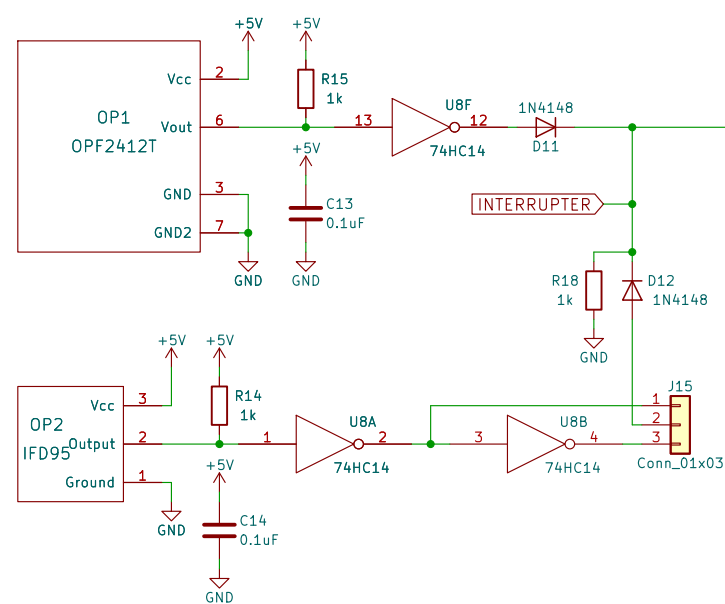 +5V
+5V
Vcc
2
R15
1k
OP1
OPF2412T
Vout
6
13
U8F
12
74HC14
1N4148
D11
+5V
GND
3
C13
0.1uF
INTERRUPTER
GND2
7
GND
GND
R18
1k
D12
1N4148
GND
+5V
+5V
Vcc
3
R14
1k
OP2
IFD95
Output
2
1
U8A
2
74HC14
3
U8B
4
74HC14
J15
1
2
3
Conn_01x03
+5V
Ground
1
GND
C14
0.1uF
GND